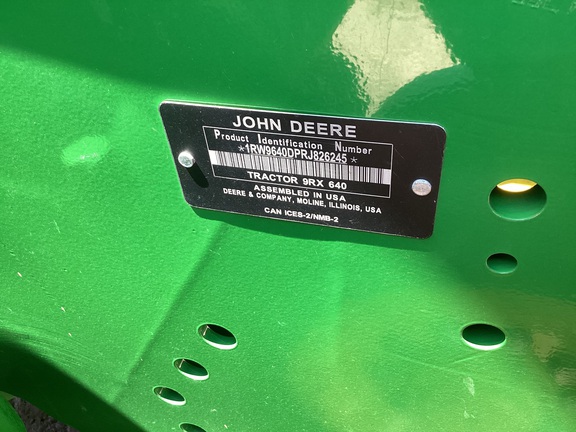 JOHN DEERE
Product Identification Number
*1RW9640DPRJ826245*
TRACTOR 9RX 640
ASSEMBLED IN USA
DEERE & COMPANY, MOLINE, ILLINOIS, USA
CAN ICES-2/NMB-2